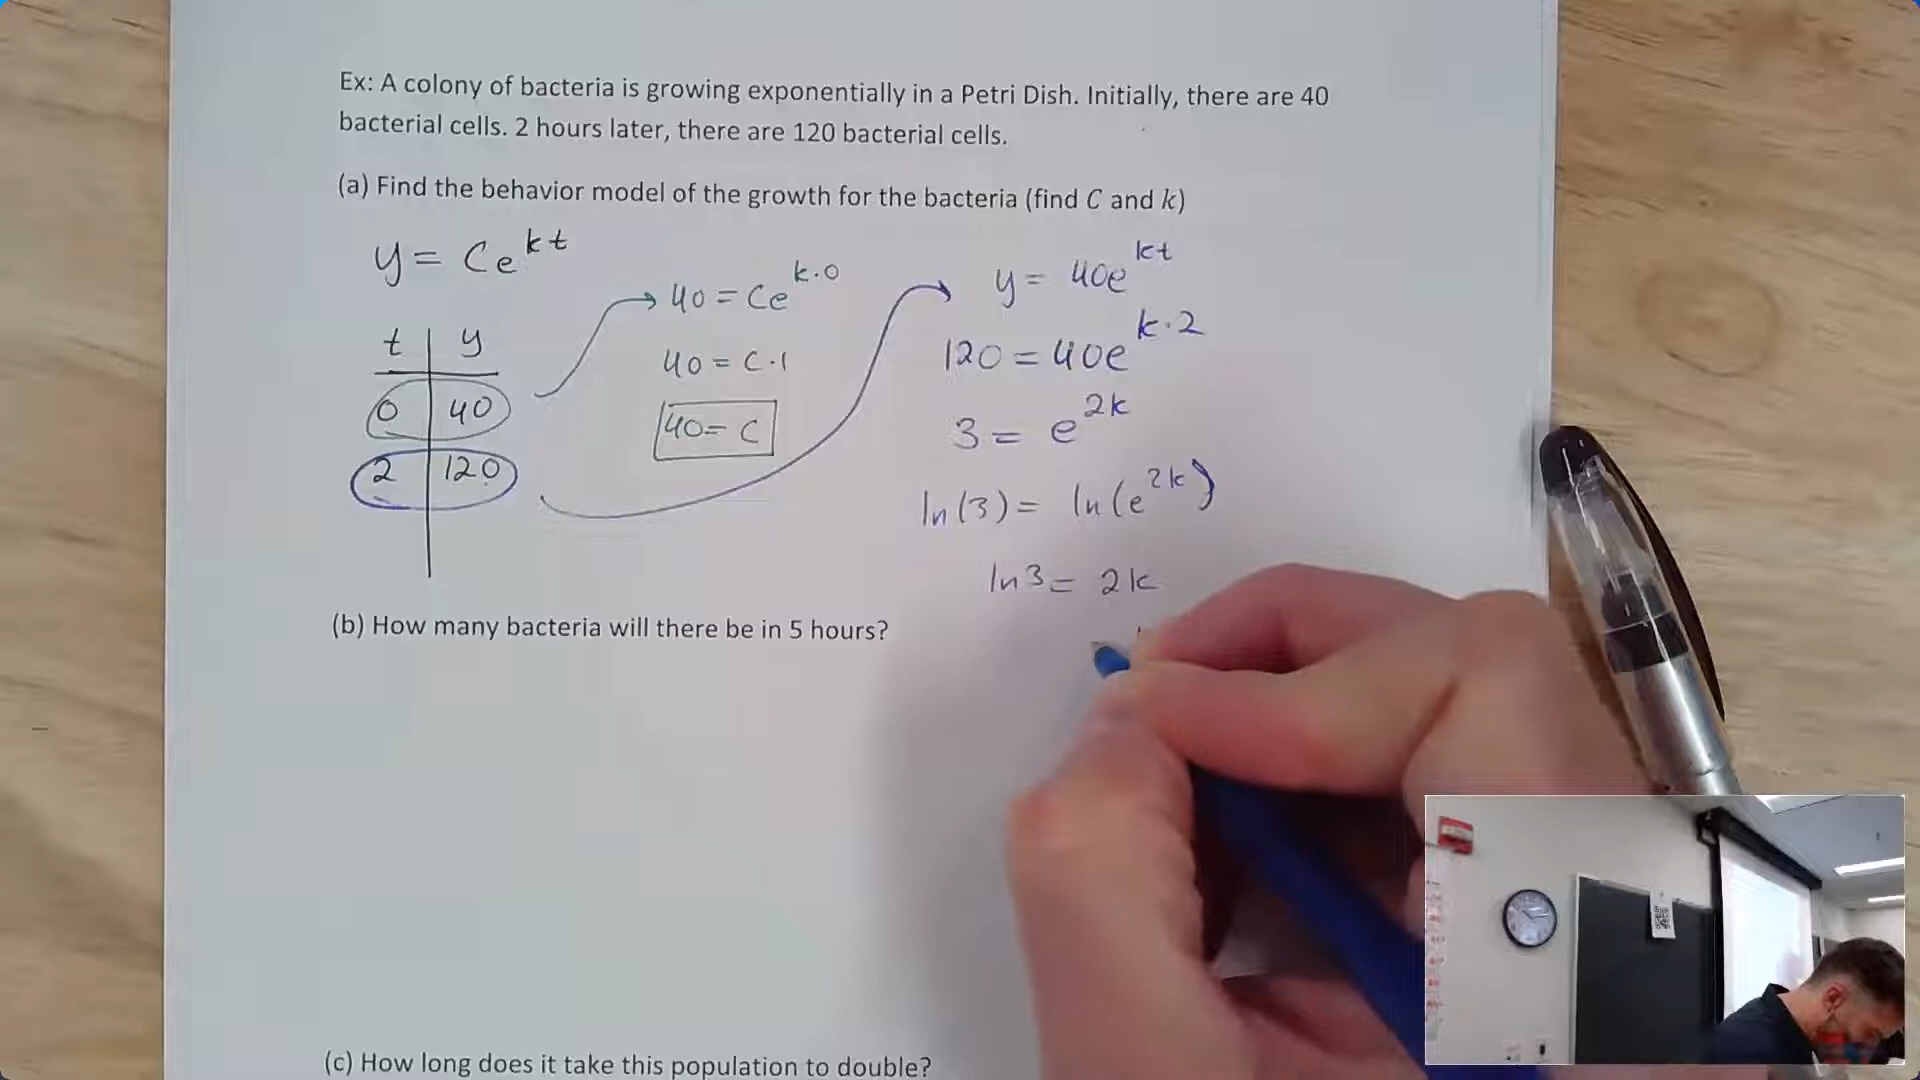 Ex: A colony of bacteria is growing exponentially in a Petri Dish. Initially, there are 40
bacterial cells. 2 hours later, there are 120 bacterial cells.
(a) Find the behavior model of the growth for the bacteria (find C and k)
y = Ce^{kt}
t | y
0 | 40
2 | 120
40 = Ce^{k·0}
40 = C·1
40 = C
y = 40e^{kt}
120 = 40e^{k·2}
3 = e^{2k}
ln(3) = ln(e^{2k})
ln3 = 2k
(b) How many bacteria will there be in 5 hours?
(c) How long does it take this population to double?